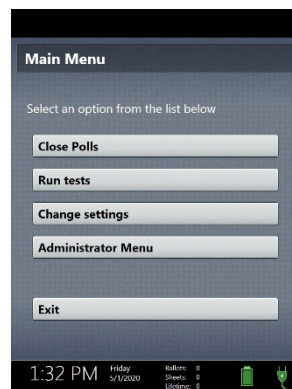 Main Menu
Select an option from the list below
Close Polls
Run tests
Change settings
Administrator Menu
Exit
1:32 PM
Friday
5/1/2020
Ballots: 0
Sheets: 0
Lifetime: 0